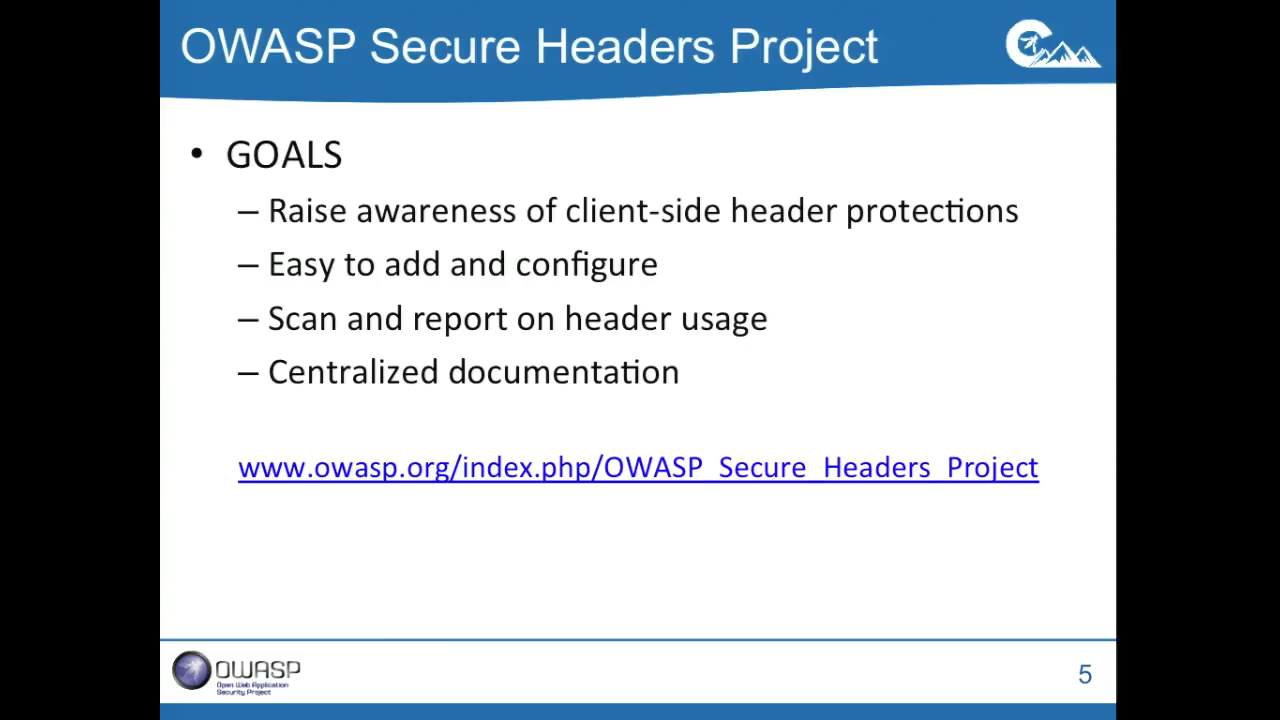 OWASP Secure Headers Project
• GOALS
– Raise awareness of client-side header protections
– Easy to add and configure
– Scan and report on header usage
– Centralized documentation
www.owasp.org/index.php/OWASP_Secure_Headers_Project
OWASP
Open Web Application
Security Project
5